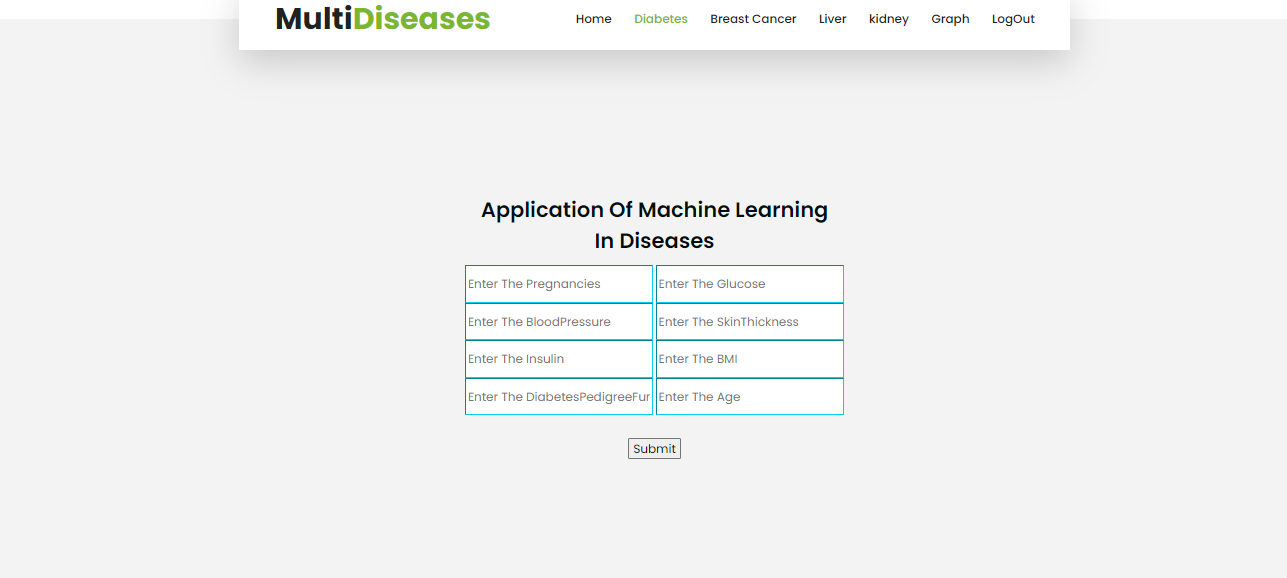 MultiDiseases Home Diabetes Breast Cancer Liver kidney Graph LogOut
Application Of Machine Learning
In Diseases
Enter The Pregnancies Enter The Glucose
Enter The BloodPressure Enter The SkinThickness
Enter The Insulin Enter The BMI
Enter The DiabetesPedigreeFur Enter The Age
Submit